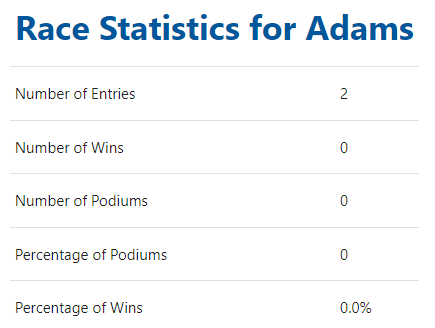 Race Statistics for Adams
Number of Entries 2
Number of Wins 0
Number of Podiums 0
Percentage of Podiums 0
Percentage of Wins 0.0%